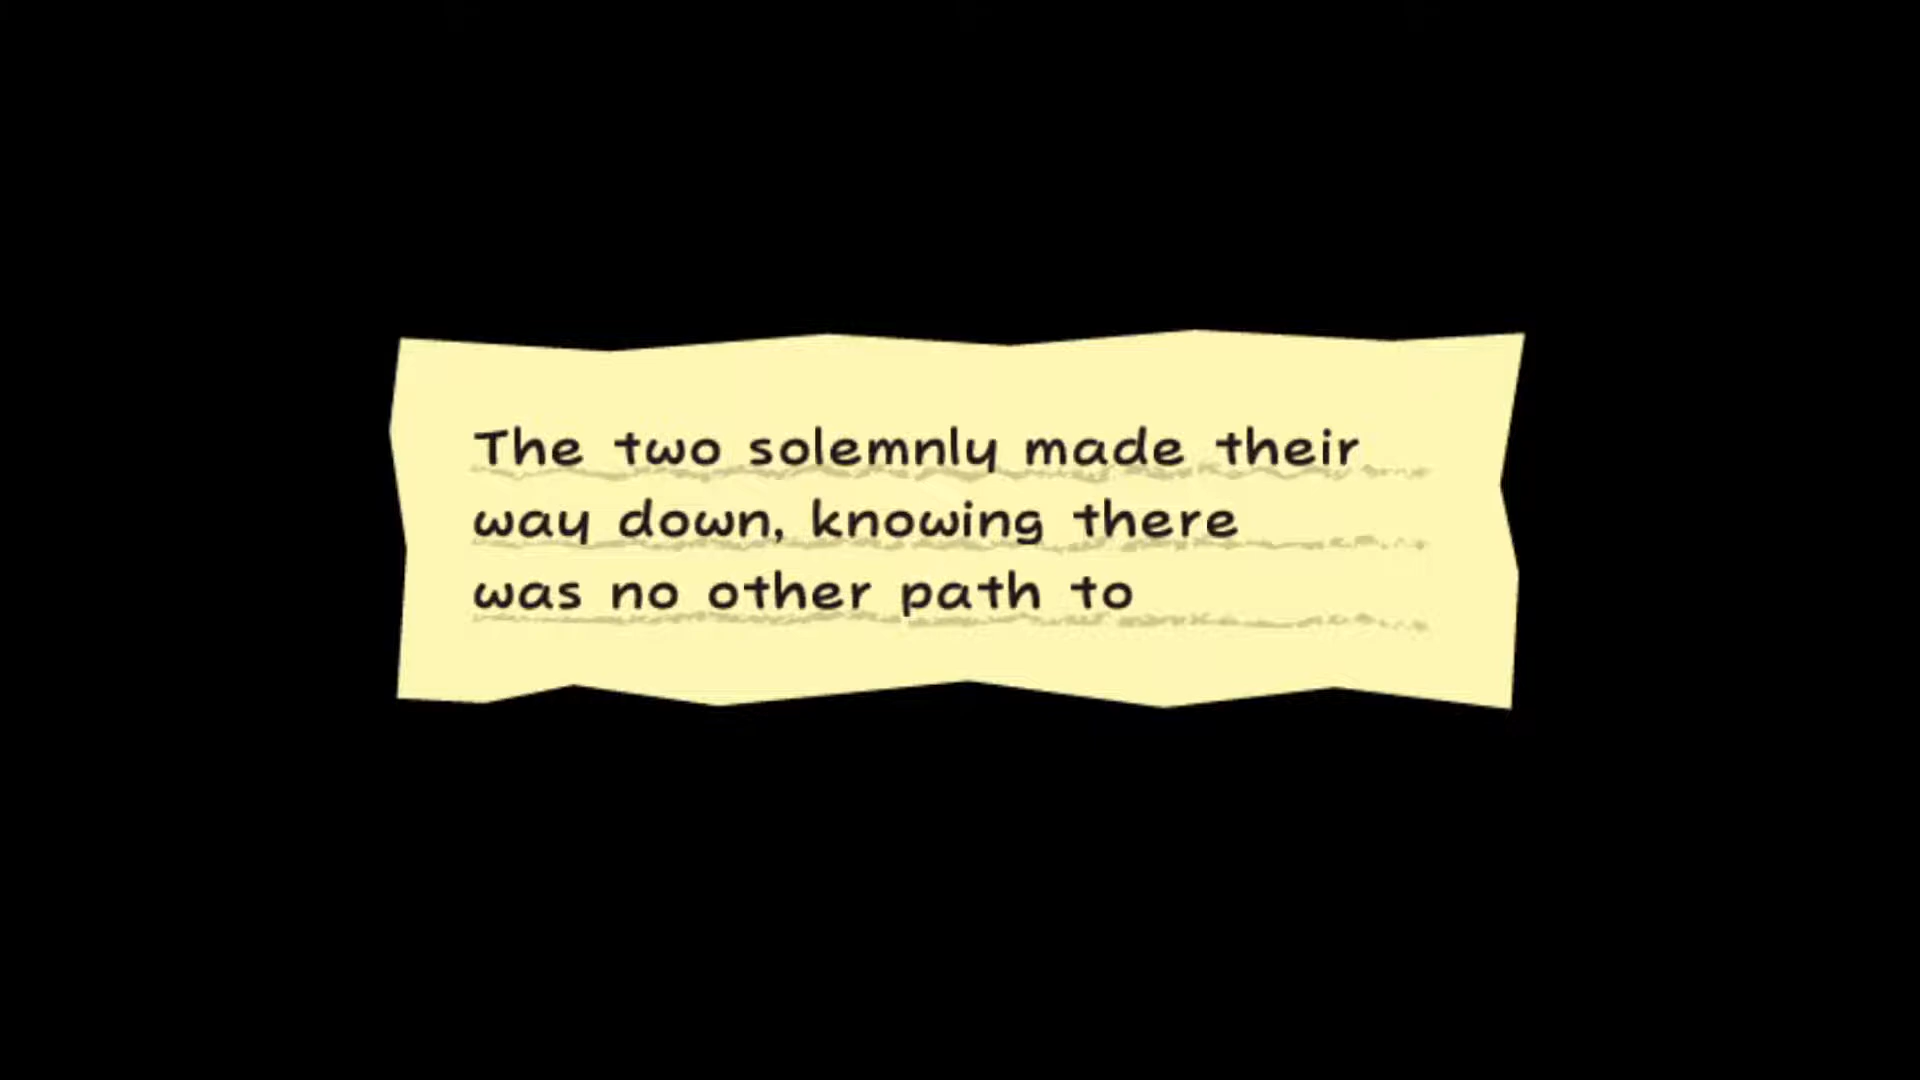 The two solemnly made their
way down, knowing there
was no other path to